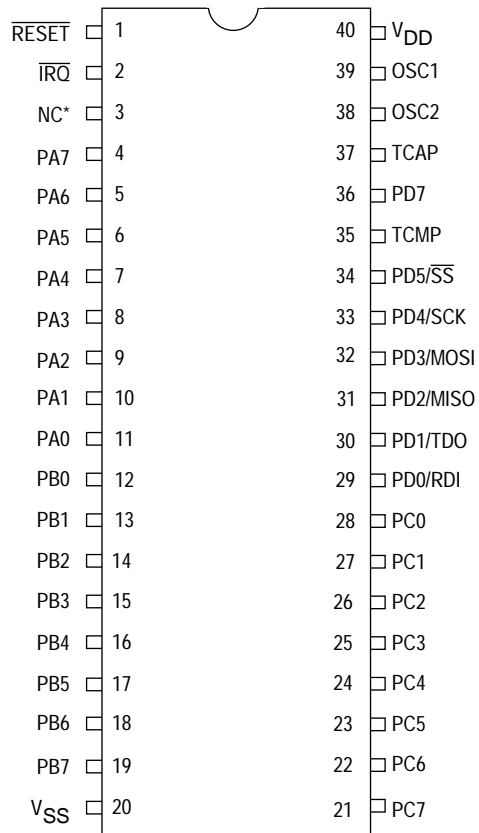 RESET 1 40 VDD
IRQ 2 39 OSC1
NC* 3 38 OSC2
PA7 4 37 TCAP
PA6 5 36 PD7
PA5 6 35 TCMP
PA4 7 34 PD5/SS
PA3 8 33 PD4/SCK
PA2 9 32 PD3/MOSI
PA1 10 31 PD2/MISO
PA0 11 30 PD1/TDO
PB0 12 29 PD0/RDI
PB1 13 28 PC0
PB2 14 27 PC1
PB3 15 26 PC2
PB4 16 25 PC3
PB5 17 24 PC4
PB6 18 23 PC5
PB7 19 22 PC6
VSS 20 21 PC7